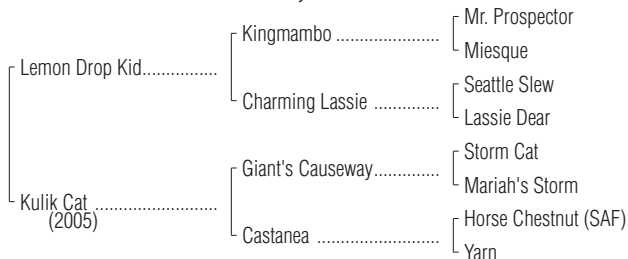 Mr. Prospector
Kingmambo ....................
Miesque
Lemon Drop Kid...............
Seattle Slew
Charming Lassie .............
Lassie Dear
Storm Cat
Giant's Causeway.............
Mariah's Storm
Kulik Cat ........................
(2005)
Horse Chestnut (SAF)
Castanea ........................
Yarn